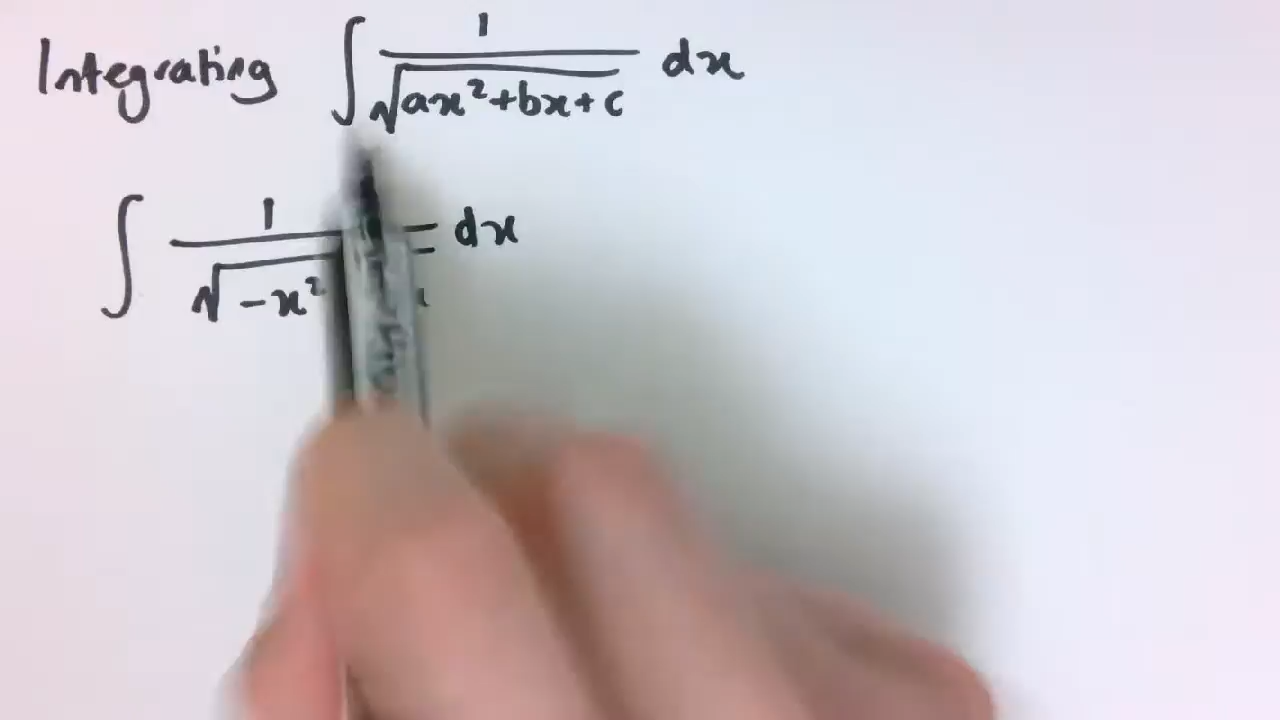 Integrating ∫ 1/√(ax²+bx+c) dx
∫ 1/√(-x² dx